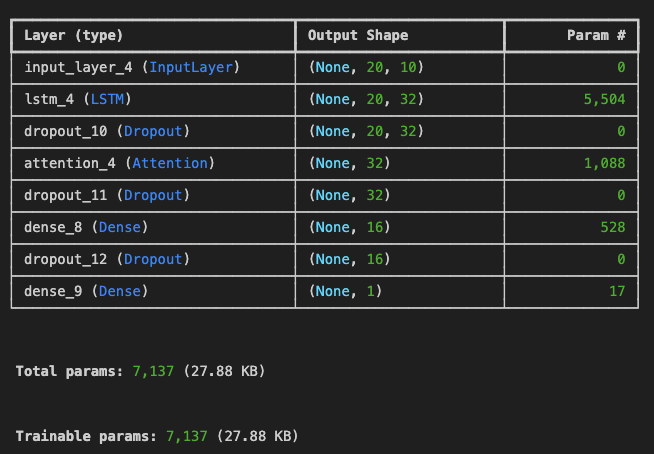 Layer (type) Output Shape Param #
input_layer_4 (InputLayer) (None, 20, 10) 0
lstm_4 (LSTM) (None, 20, 32) 5,504
dropout_10 (Dropout) (None, 20, 32) 0
attention_4 (Attention) (None, 32) 1,088
dropout_11 (Dropout) (None, 32) 0
dense_8 (Dense) (None, 16) 528
dropout_12 (Dropout) (None, 16) 0
dense_9 (Dense) (None, 1) 17
Total params: 7,137 (27.88 KB)
Trainable params: 7,137 (27.88 KB)